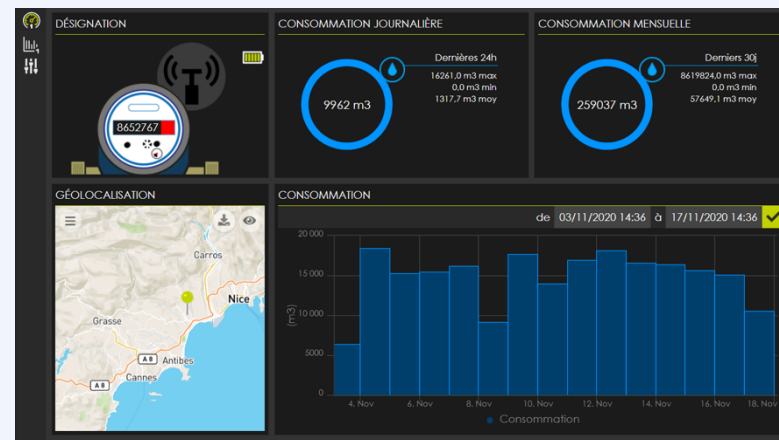 DÉSIGNATION
8652767
CONSOMMATION JOURNALIÈRE
Dernières 24h
16261,0 m3 max
0,0 m3 min
1317,7 m3 moy
9962 m3
CONSOMMATION MENSUELLE
Derniers 30j
8619824,0 m3 max
0,0 m3 min
57649,1 m3 moy
259037 m3
GÉOLOCALISATION
Carros
Nice
Grasse
A 8
Antibes
Cannes
A 8
CONSOMMATION
de 03/11/2020 14:36 à 17/11/2020 14:36
20 000
15 000
10 000
5000
0
(m3)
4. Nov 6. Nov 8. Nov 10. Nov 12. Nov 14. Nov 16. Nov 18. Nov
Consommation